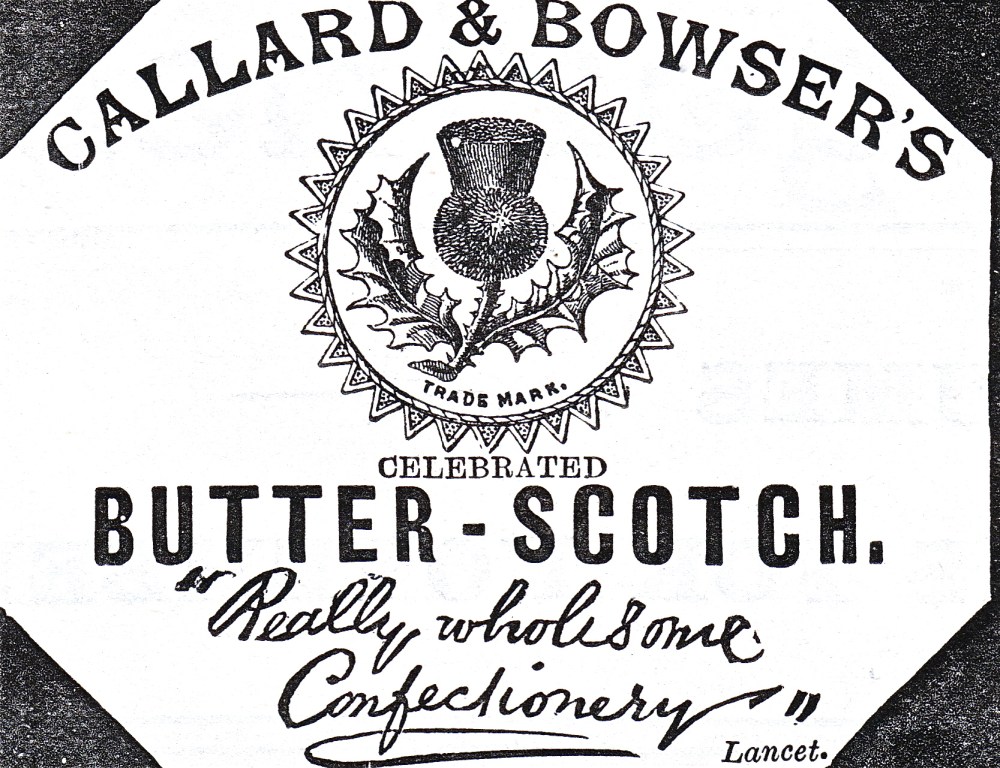 CALLARD & BOWSER'S
TRADE MARK.
CELEBRATED
BUTTER-SCOTCH.
"Really wholesome
Confectionery"
Lancet.